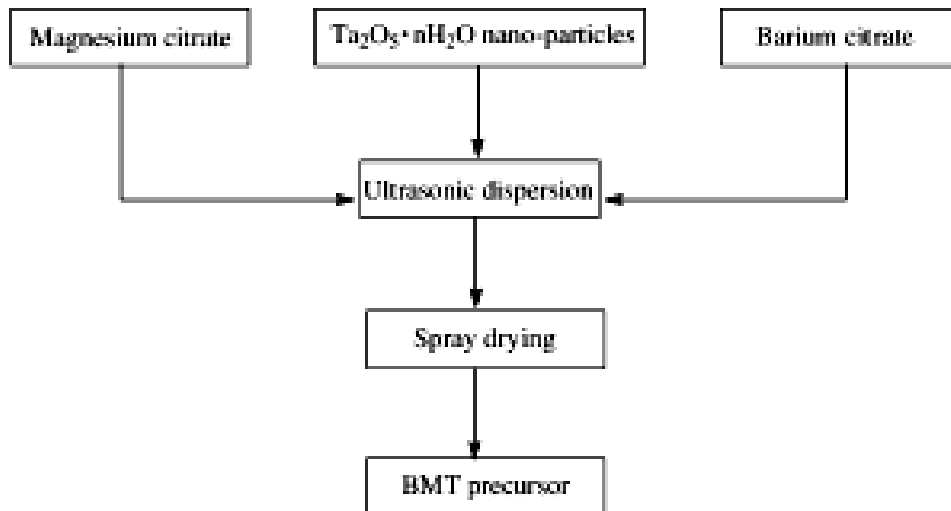 Magnesium citrate
Ta₂O₅•nH₂O nano-particles
Barium citrate
Ultrasonic dispersion
Spray drying
BMT precursor